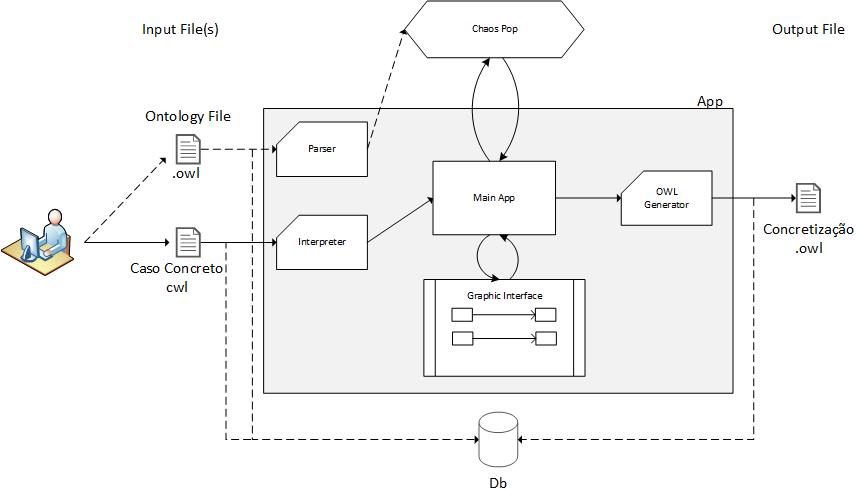 Input File(s)
Chaos Pop
Output File
App
Ontology File
.owl
Parser
Main App
OWL
Generator
Interpreter
Concretização
.owl
Caso Concreto
cwl
Graphic Interface
Db